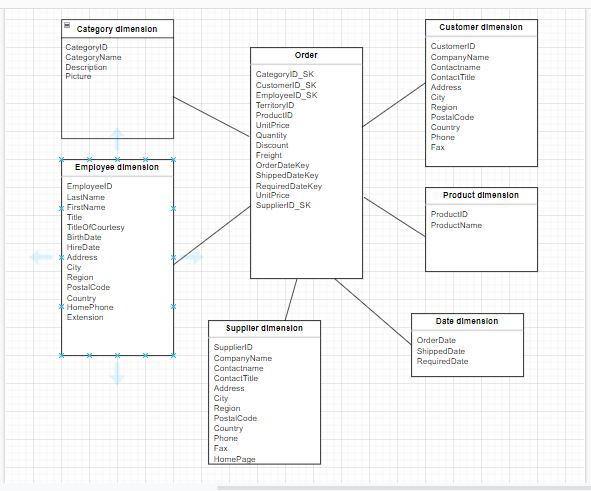 Category dimension
CategoryID
CategoryName
Description
Picture
Order
CategoryID_SK
CustomerID_SK
EmployeeID_SK
TerritoryID
ProductID
UnitPrice
Quantity
Discount
Freight
OrderDateKey
ShippedDateKey
RequiredDateKey
UnitPrice
SupplierID_SK
Customer dimension
CustomerID
CompanyName
Contactname
ContactTitle
Address
City
Region
PostalCode
Country
Phone
Fax
Employee dimension
EmployeeID
LastName
FirstName
Title
TitleOfCourtesy
BirthDate
HireDate
Address
City
Region
PostalCode
Country
HomePhone
Extension
Product dimension
ProductID
ProductName
Supplier dimension
SupplierID
CompanyName
Contactname
ContactTitle
Address
City
Region
PostalCode
Country
Phone
Fax
HomePage
Date dimension
OrderDate
ShippedDate
RequiredDate